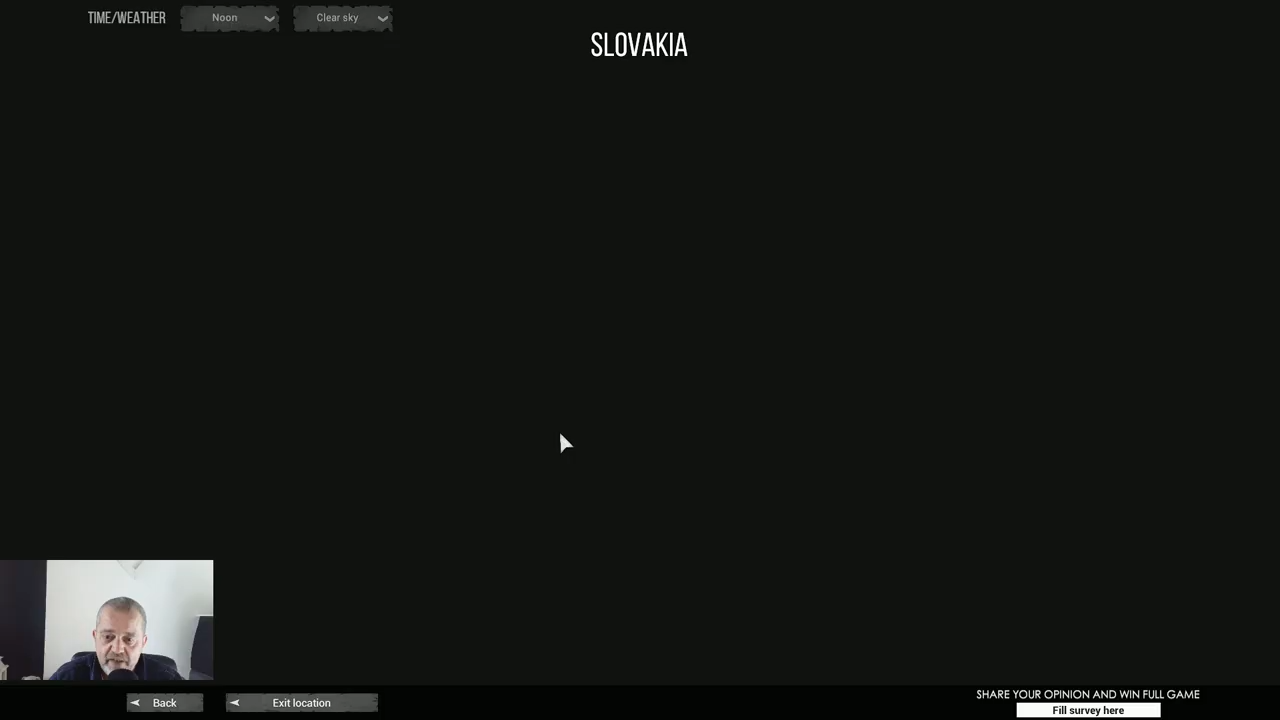 TIME/WEATHER Noon Clear sky
SLOVAKIA
Back Exit location
SHARE YOUR OPINION AND WIN FULL GAME
Fill survey here